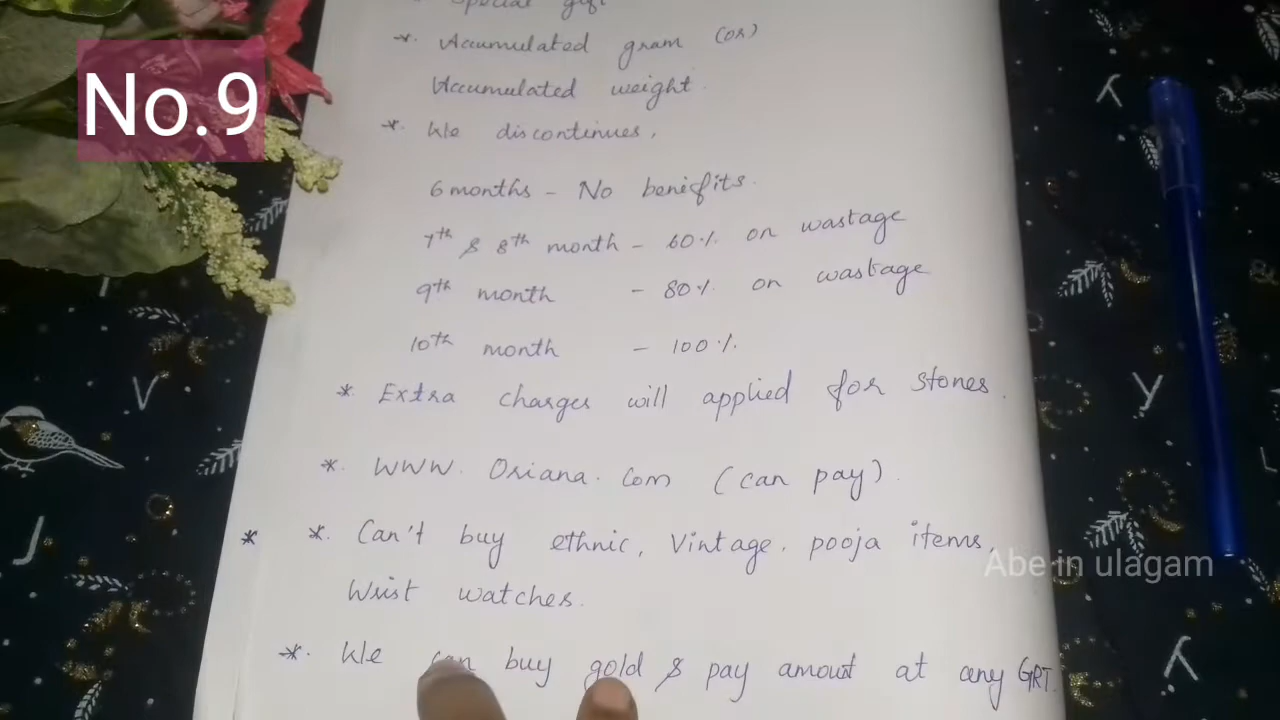 Special gift
*. Accumulated gram (or)
Accumulated weight.
*. We discontinues,
6 months - No benefits.
7th & 8th month - 60% on wastage
9th month - 80% on wastage
10th month - 100%.
* Extra charges will applied for stones.
*. WWW. Oriana. Com (can pay).
* *. Can't buy ethnic, Vintage, pooja items,
Wrist watches.
*. We can buy gold & pay amount at any GRT.
No.9
Abe in ulagam